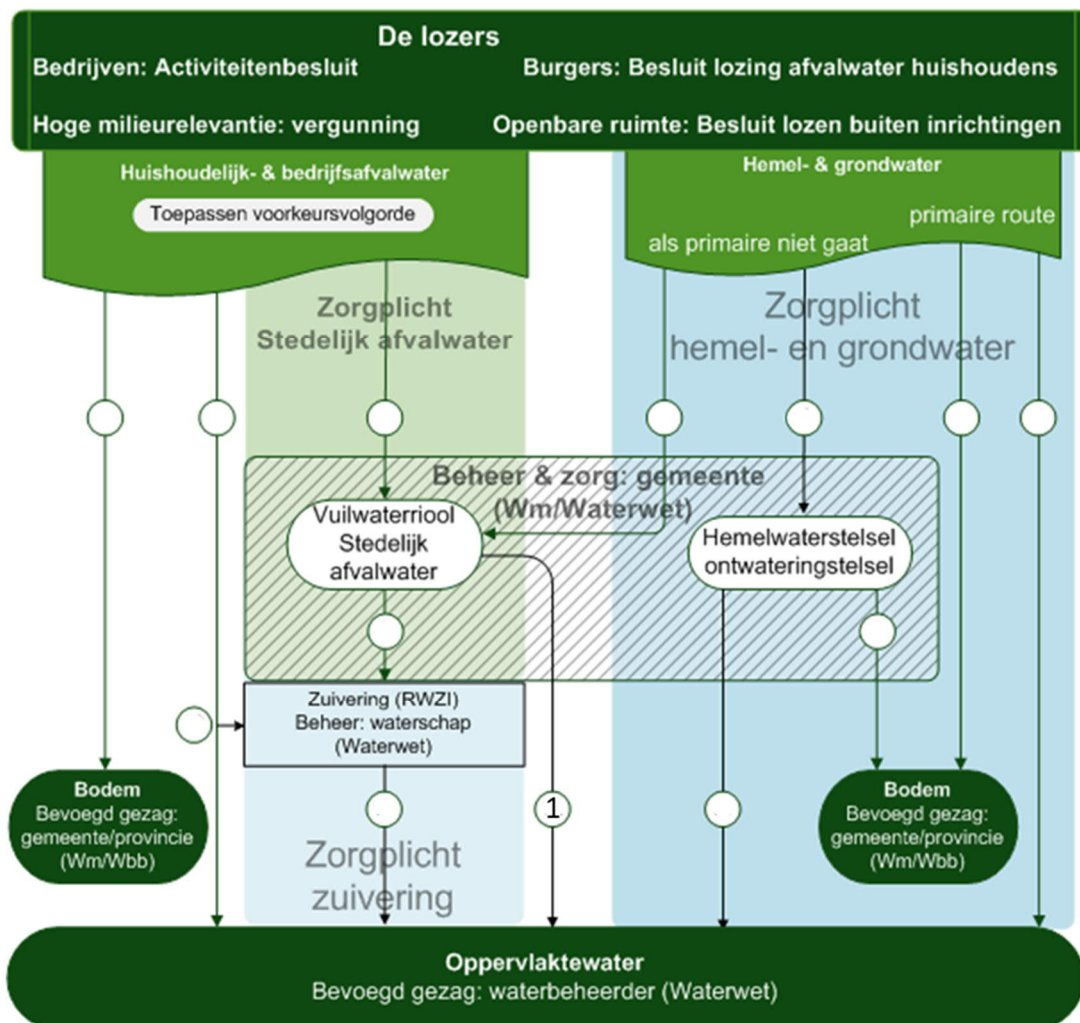 De lozers
Bedrijven: Activiteitenbesluit
Burgers: Besluit lozing afvalwater huishoudens
Hoge milieurelevantie: vergunning
Openbare ruimte: Besluit lozen buiten inrichtingen
Huishoudelijk- & bedrijfsafvalwater
Toepassen voorkeursvolgorde
Hemel- & grondwater
primaire route
als primaire niet gaat
Zorgplicht
Stedelijk afvalwater
Zorgplicht
hemel- en grondwater
Beheer & zorg: gemeente
(Wm/Waterwet)
Vuilwaterriool
Stedelijk
afvalwater
Hemelwaterstelsel
ontwateringstelsel
Zuivering (RWZI)
Beheer: waterschap
(Waterwet)
Bodem
Bevoegd gezag:
gemeente/provincie
(Wm/Wbb)
1
Bodem
Bevoegd gezag:
gemeente/provincie
(Wm/Wbb)
Zorgplicht
zuivering
Oppervlaktewater
Bevoegd gezag: waterbeheerder (Waterwet)